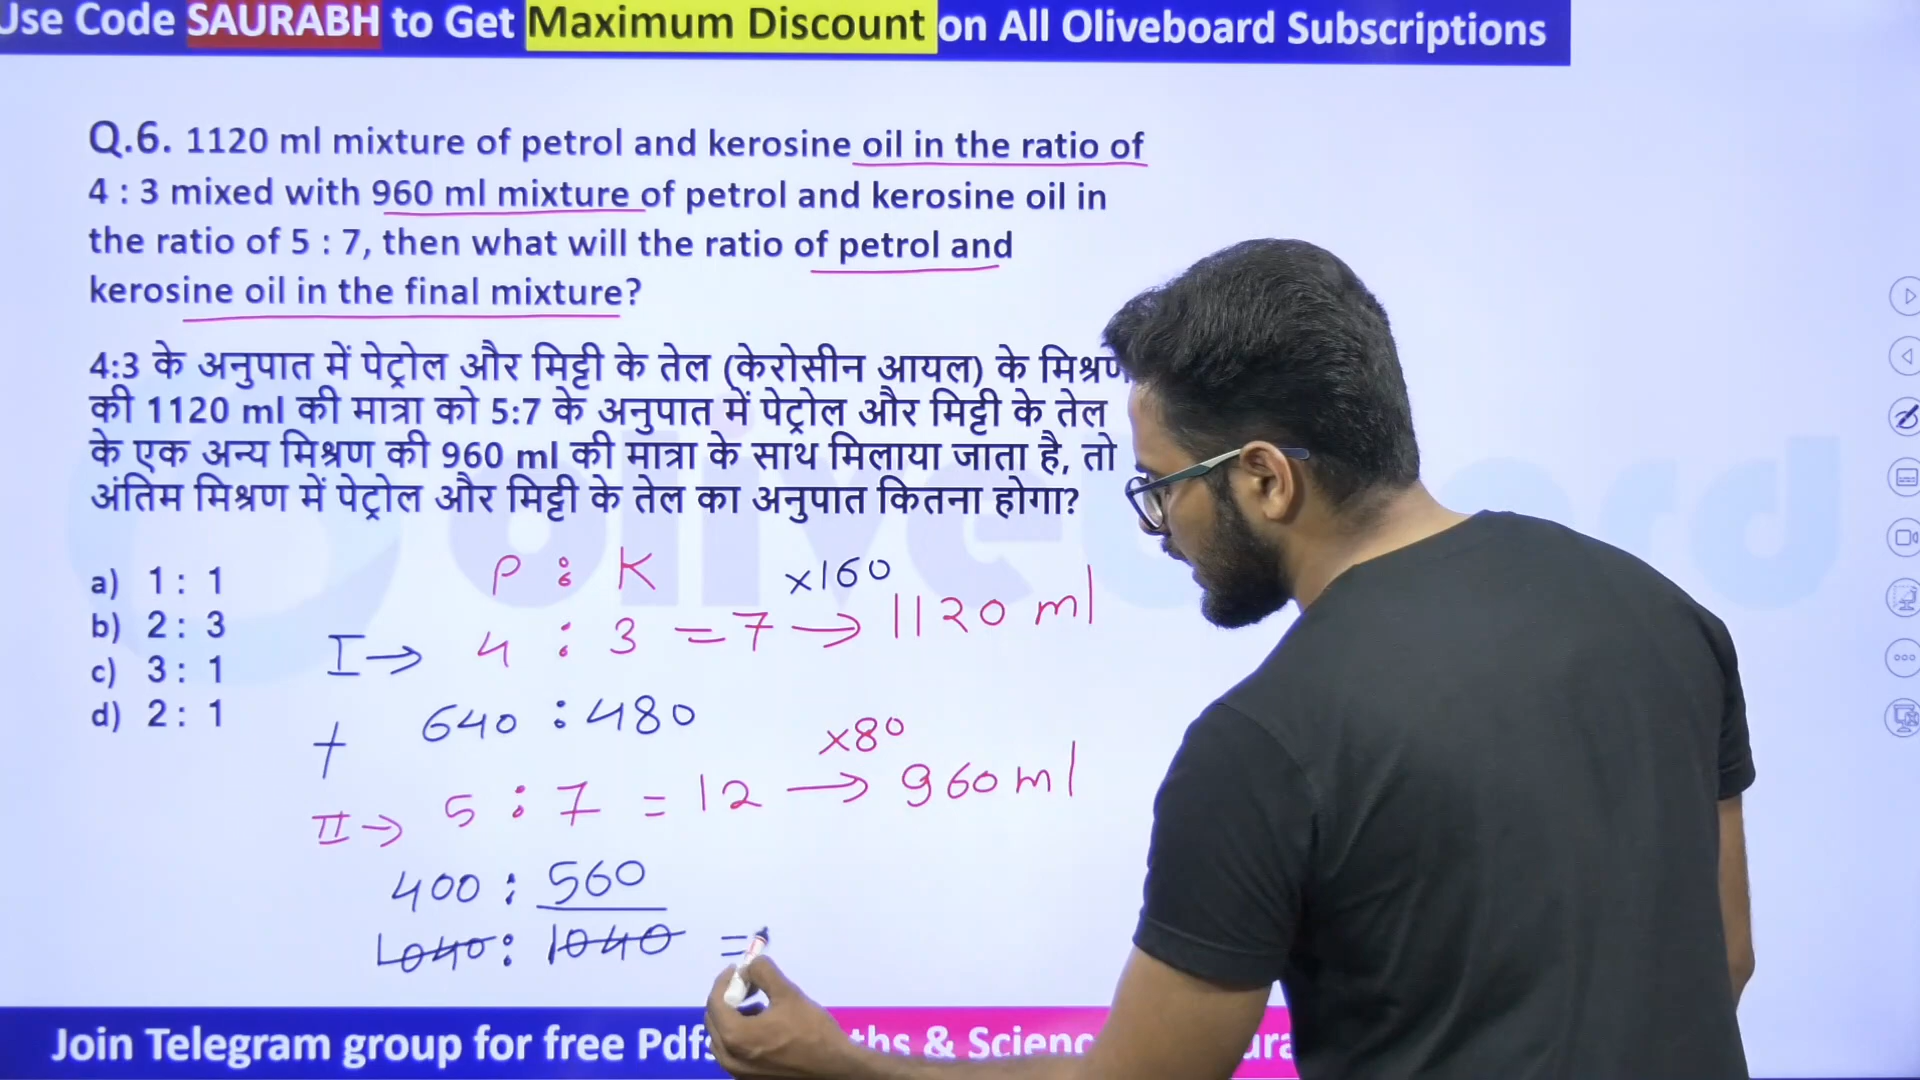 Use Code SAURABH to Get Maximum Discount on All Oliveboard Subscriptions
Q.6. 1120 ml mixture of petrol and kerosine oil in the ratio of
4 : 3 mixed with 960 ml mixture of petrol and kerosine oil in
the ratio of 5 : 7, then what will the ratio of petrol and
kerosine oil in the final mixture?
4:3 के अनुपात में पेट्रोल और मिट्टी के तेल (केरोसीन आयल) के मिश्रण
की 1120 ml की मात्रा को 5:7 के अनुपात में पेट्रोल और मिट्टी के तेल
के एक अन्य मिश्रण की 960 ml की मात्रा के साथ मिलाया जाता है, तो
अंतिम मिश्रण में पेट्रोल और मिट्टी के तेल का अनुपात कितना होगा?
a) 1 : 1
b) 2 : 3
c) 3 : 1
d) 2 : 1
P : K
×160
I → 4 : 3 = 7 → 1120 ml
640 : 480
+
×80
II → 5 : 7 = 12 → 960 ml
400 : 560
1040 : 1040 =
Join Telegram group for free Pdfs & Scienc